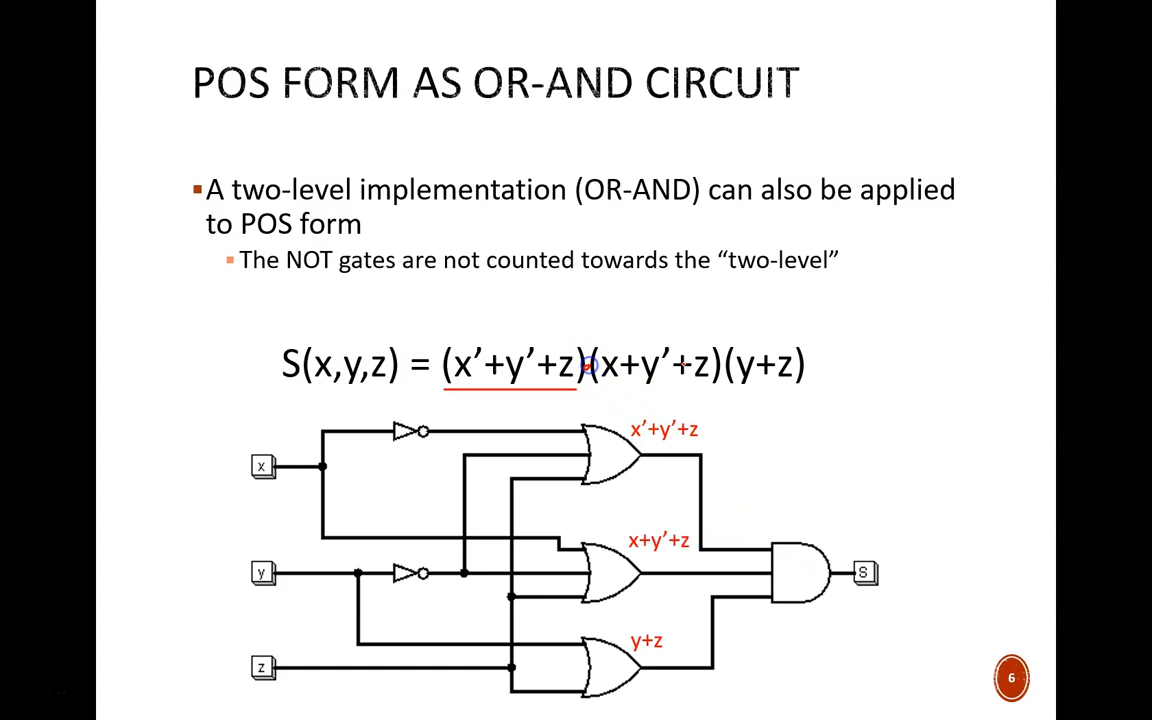 POS FORM AS OR-AND CIRCUIT
▪A two-level implementation (OR-AND) can also be applied
to POS form
▪The NOT gates are not counted towards the “two-level”
S(x,y,z) = (x’+y’+z)(x+y’+z)(y+z)
x’+y’+z
x
x+y’+z
y
S
y+z
z
6